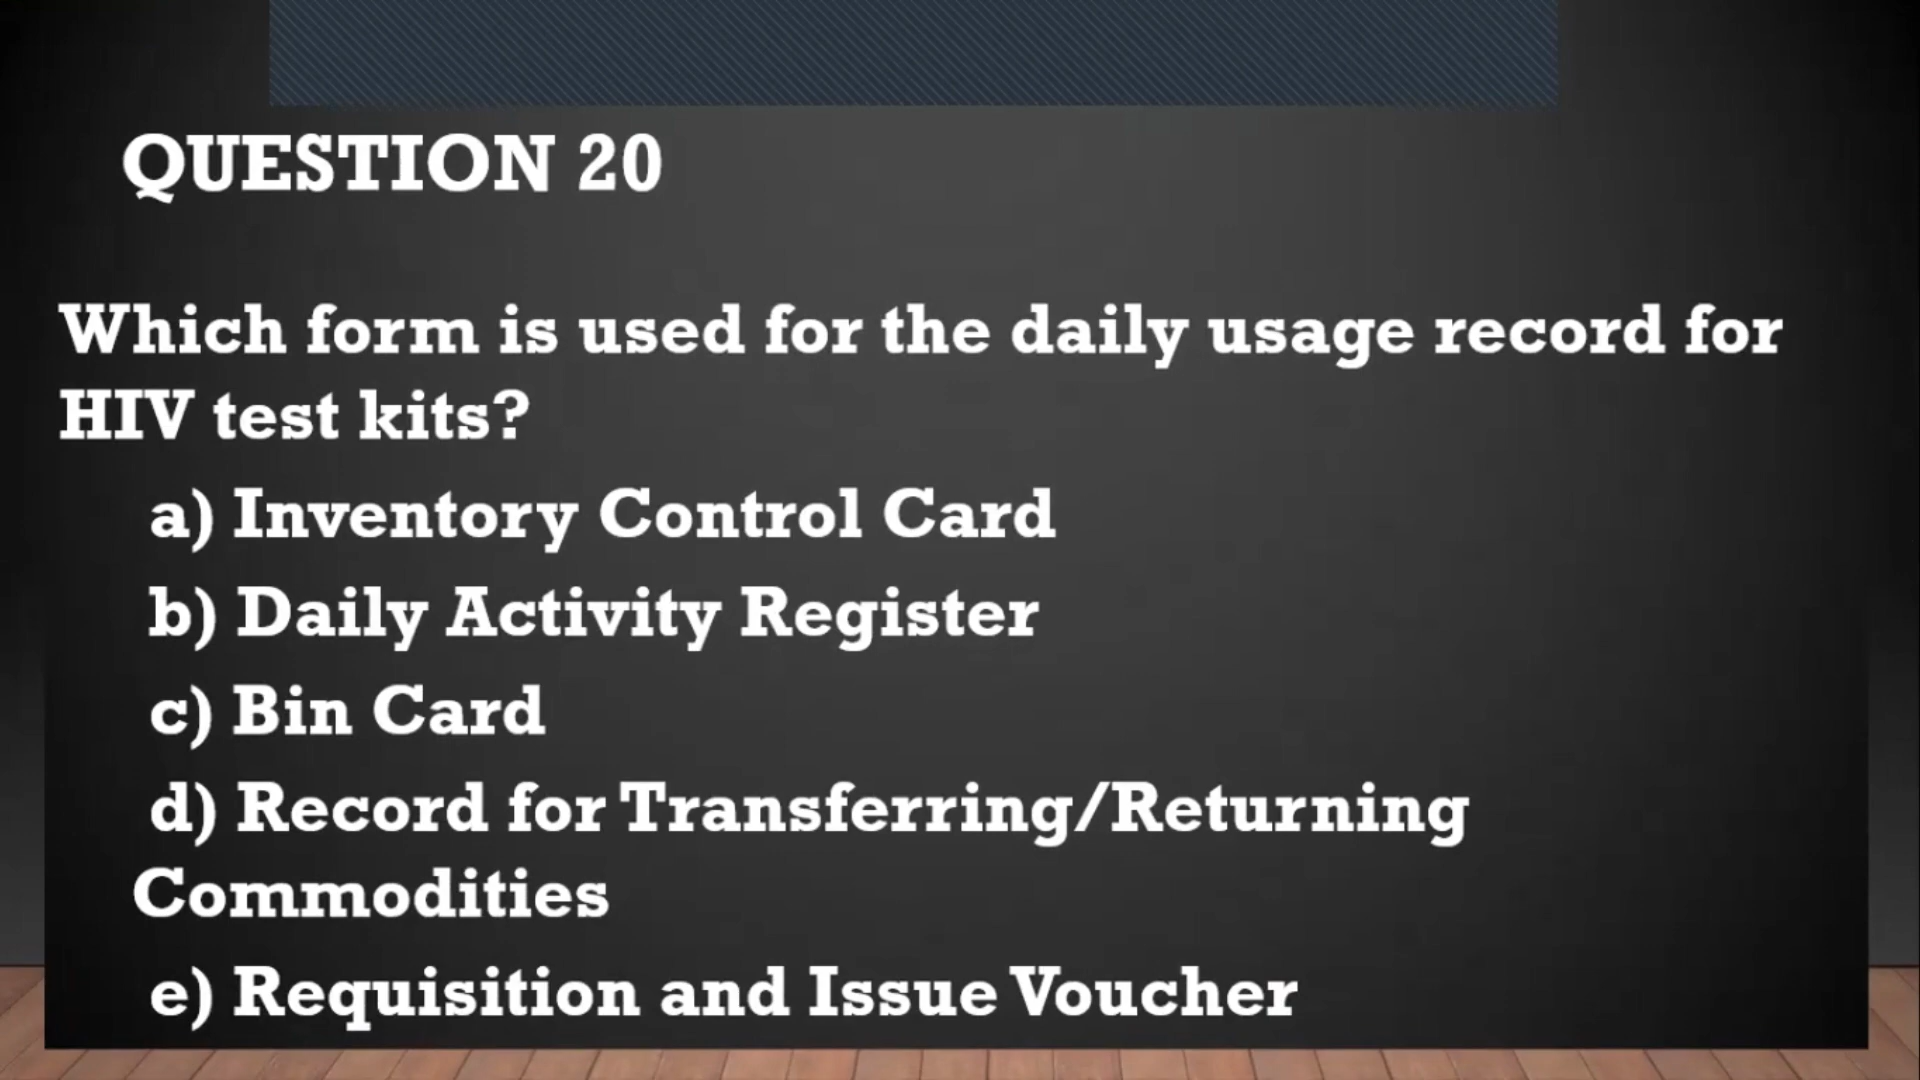 QUESTION 20
Which form is used for the daily usage record for
HIV test kits?
a) Inventory Control Card
b) Daily Activity Register
c) Bin Card
d) Record for Transferring/Returning
Commodities
e) Requisition and Issue Voucher